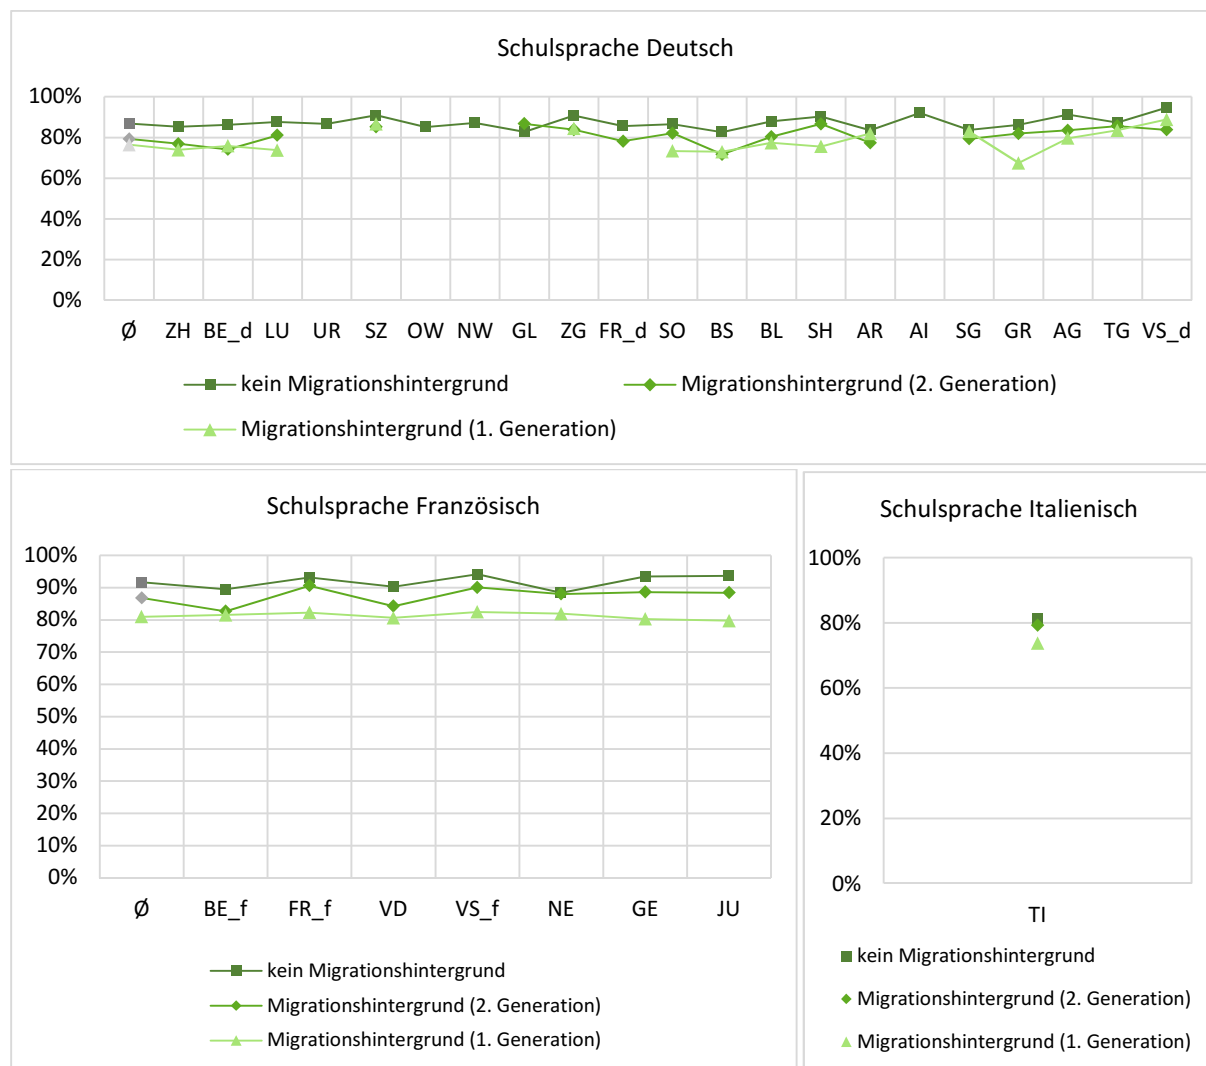 Schulsprache Deutsch
100%
80%
60%
40%
20%
0%
Ø ZH BE_d LU UR SZ OW NW GL ZG FR_d SO BS BL SH AR AI SG GR AG TG VS_d
kein Migrationshintergrund Migrationshintergrund (2. Generation)
Migrationshintergrund (1. Generation)
Schulsprache Französisch
100%
90%
80%
70%
60%
50%
40%
30%
20%
10%
0%
Ø BE_f FR_f VD VS_f NE GE JU
kein Migrationshintergrund
Migrationshintergrund (2. Generation)
Migrationshintergrund (1. Generation)
Schulsprache Italienisch
100%
80%
60%
40%
20%
0%
TI
kein Migrationshintergrund
Migrationshintergrund (2. Generation)
Migrationshintergrund (1. Generation)